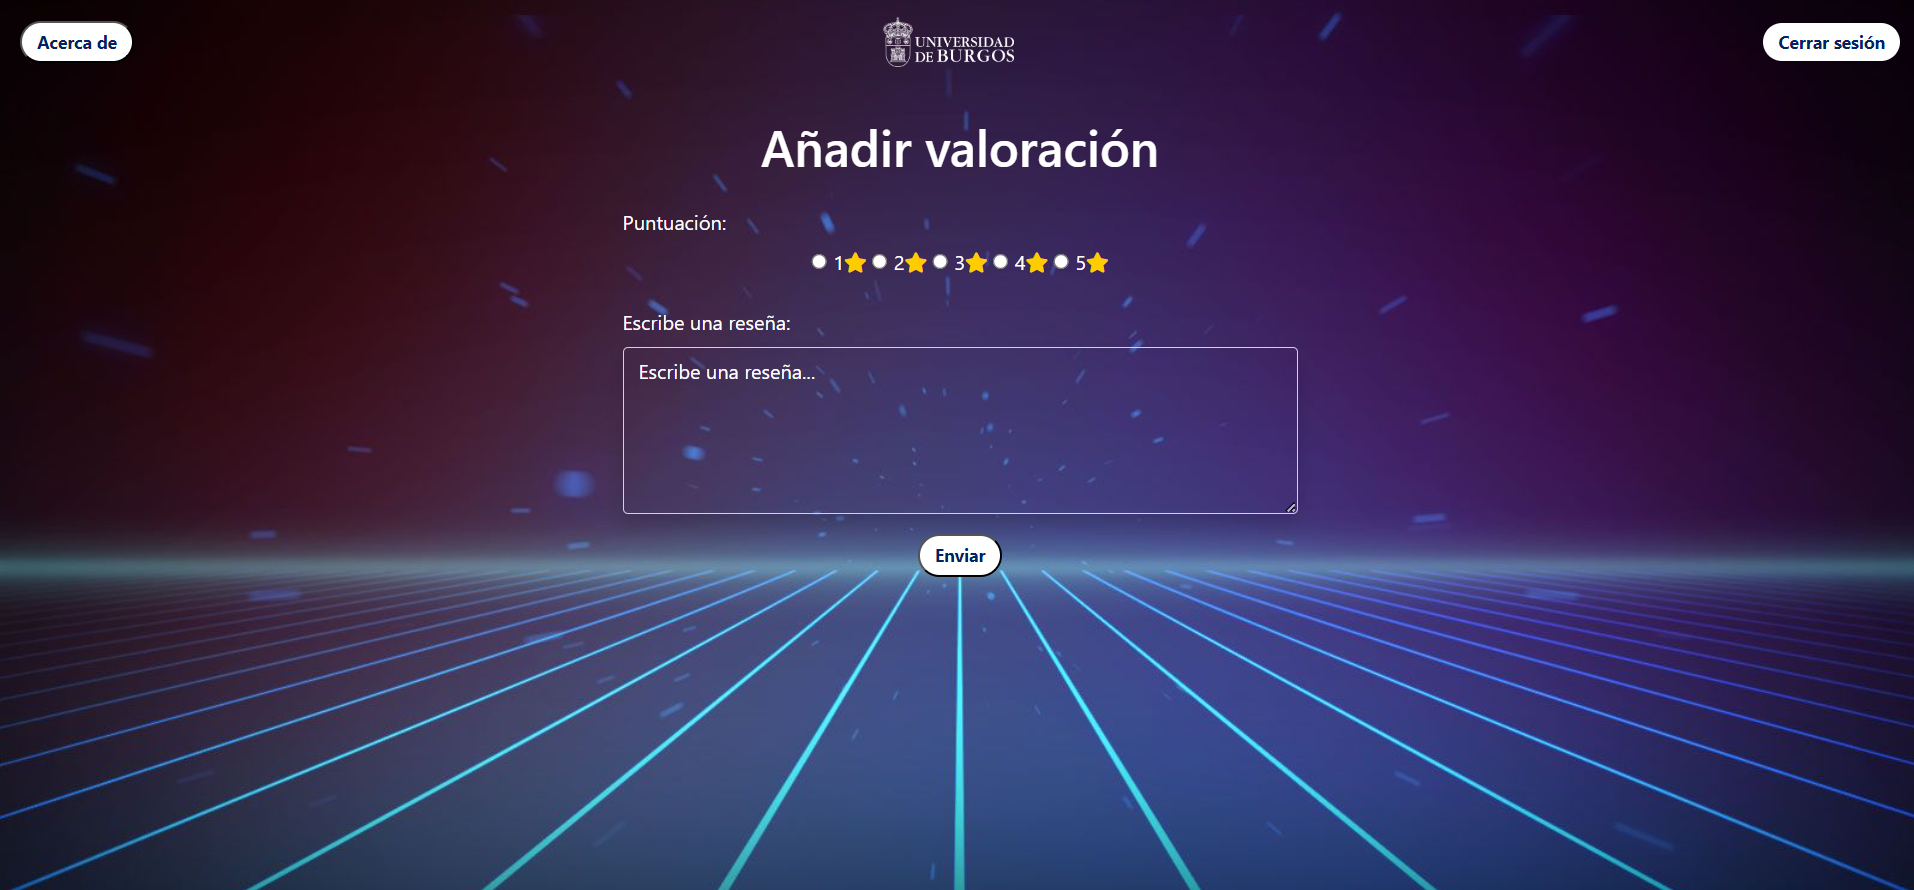 Acerca de
UNIVERSIDAD
DE BURGOS
Cerrar sesión
Añadir valoración
Puntuación:
1 2 3 4 5
Escribe una reseña:
Escribe una reseña...
Enviar